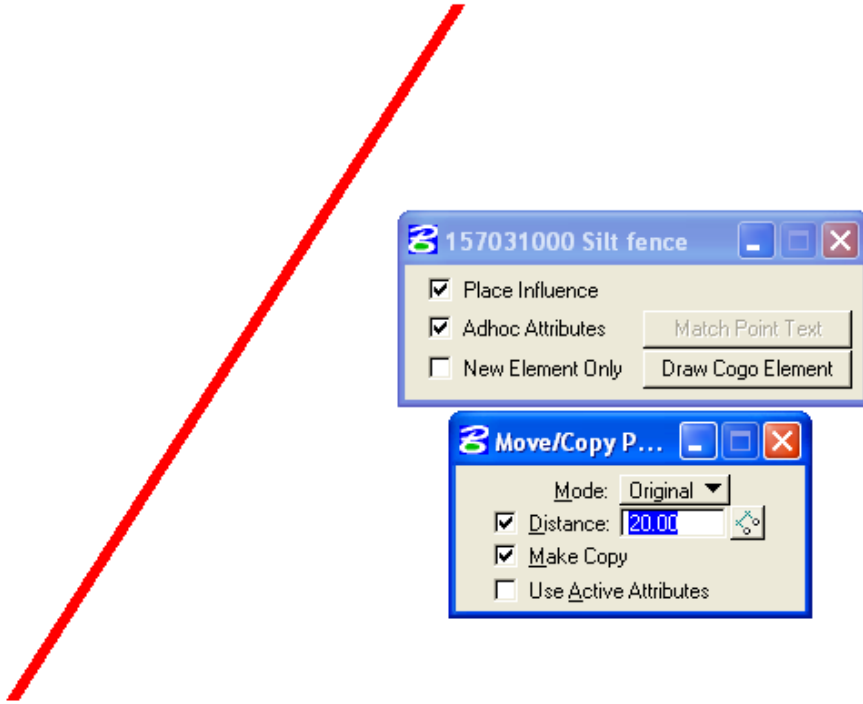 157031000 Silt fence
Place Influence
Adhoc Attributes Match Point Text
New Element Only Draw Cogo Element
Move/Copy P...
Mode: Original
Distance: 20.00
Make Copy
Use Active Attributes